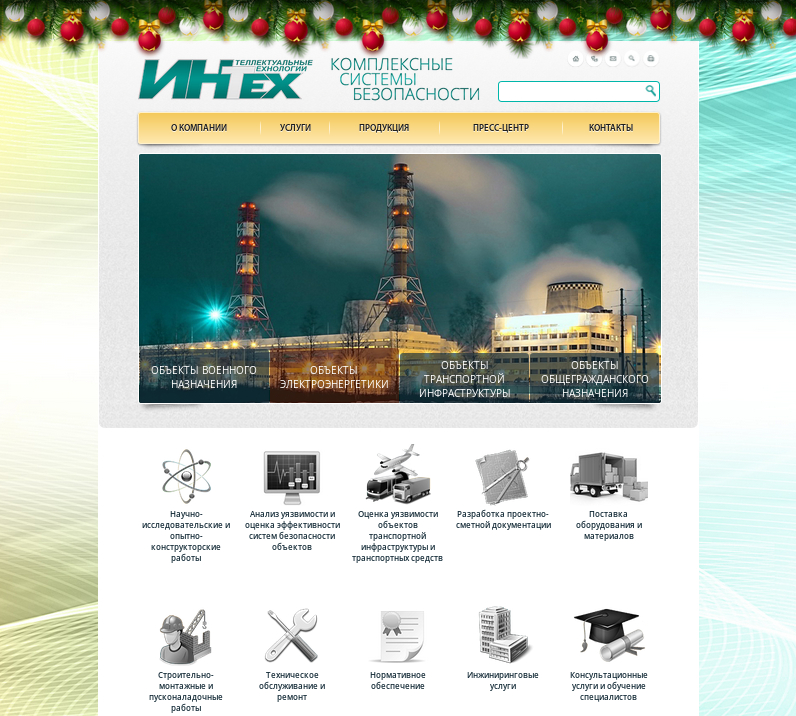 ИНТЕХ
ТЕЛЛЕКТУАЛЬНЫЕ
ЕХНОЛОГИИ
КОМПЛЕКСНЫЕ
СИСТЕМЫ
БЕЗОПАСНОСТИ
О КОМПАНИИ
УСЛУГИ
ПРОДУКЦИЯ
ПРЕСС-ЦЕНТР
КОНТАКТЫ
ОБЪЕКТЫ ВОЕННОГО
НАЗНАЧЕНИЯ
ОБЪЕКТЫ
ЭЛЕКТРОЭНЕРГЕТИКИ
ОБЪЕКТЫ
ТРАНСПОРТНОЙ
ИНФРАСТРУКТУРЫ
ОБЪЕКТЫ
ОБЩЕГРАЖДАНСКОГО
НАЗНАЧЕНИЯ
Научно-
исследовательские и
опытно-
конструкторские
работы
Анализ уязвимости и
оценка эффективности
систем безопасности
объектов
Оценка уязвимости
объектов
транспортной
инфраструктуры и
транспортных средств
Разработка проектно-
сметной документации
Поставка
оборудования и
материалов
Строительно-
монтажные и
пусконаладочные
работы
Техническое
обслуживание и
ремонт
Нормативное
обеспечение
Инжиниринговые
услуги
Консультационные
услуги и обучение
специалистов